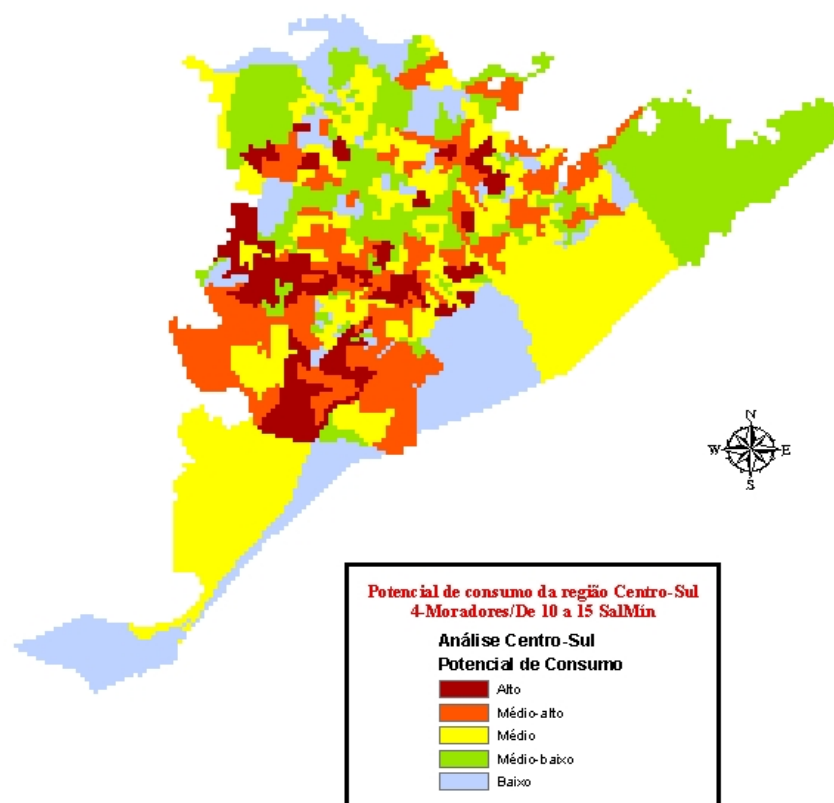 N
W E
S
Potencial de consumo da região Centro-Sul
4-Moradores/De 10 a 15 SalMín
Análise Centro-Sul
Potencial de Consumo
Alto
Médio-alto
Médio
Médio-baixo
Baixo